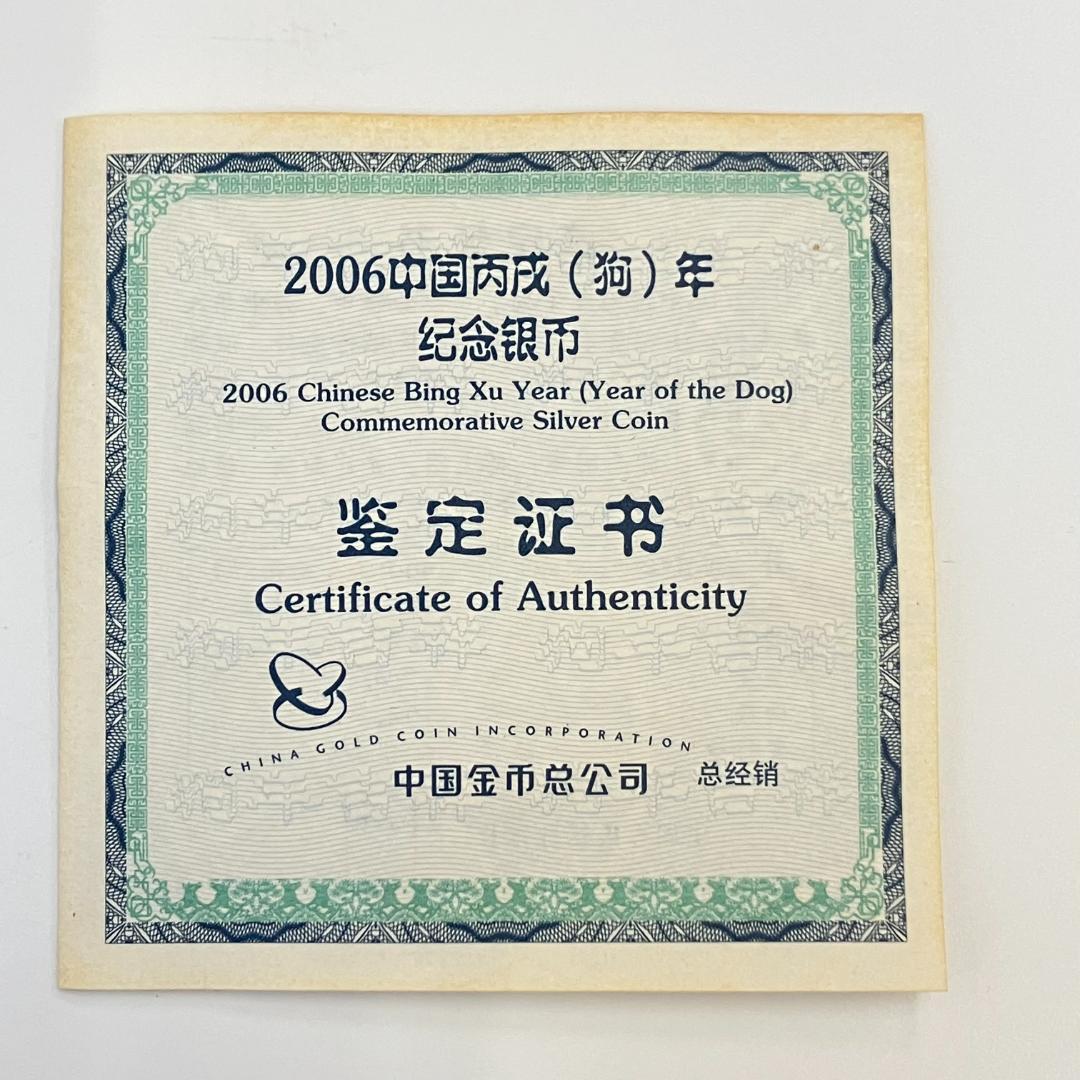 2006中国丙戌（狗）年
纪念银币
2006 Chinese Bing Xu Year (Year of the Dog)
Commemorative Silver Coin
鉴定证书
Certificate of Authenticity
CHINA GOLD COIN INCORPORATION
中国金币总公司 总经销